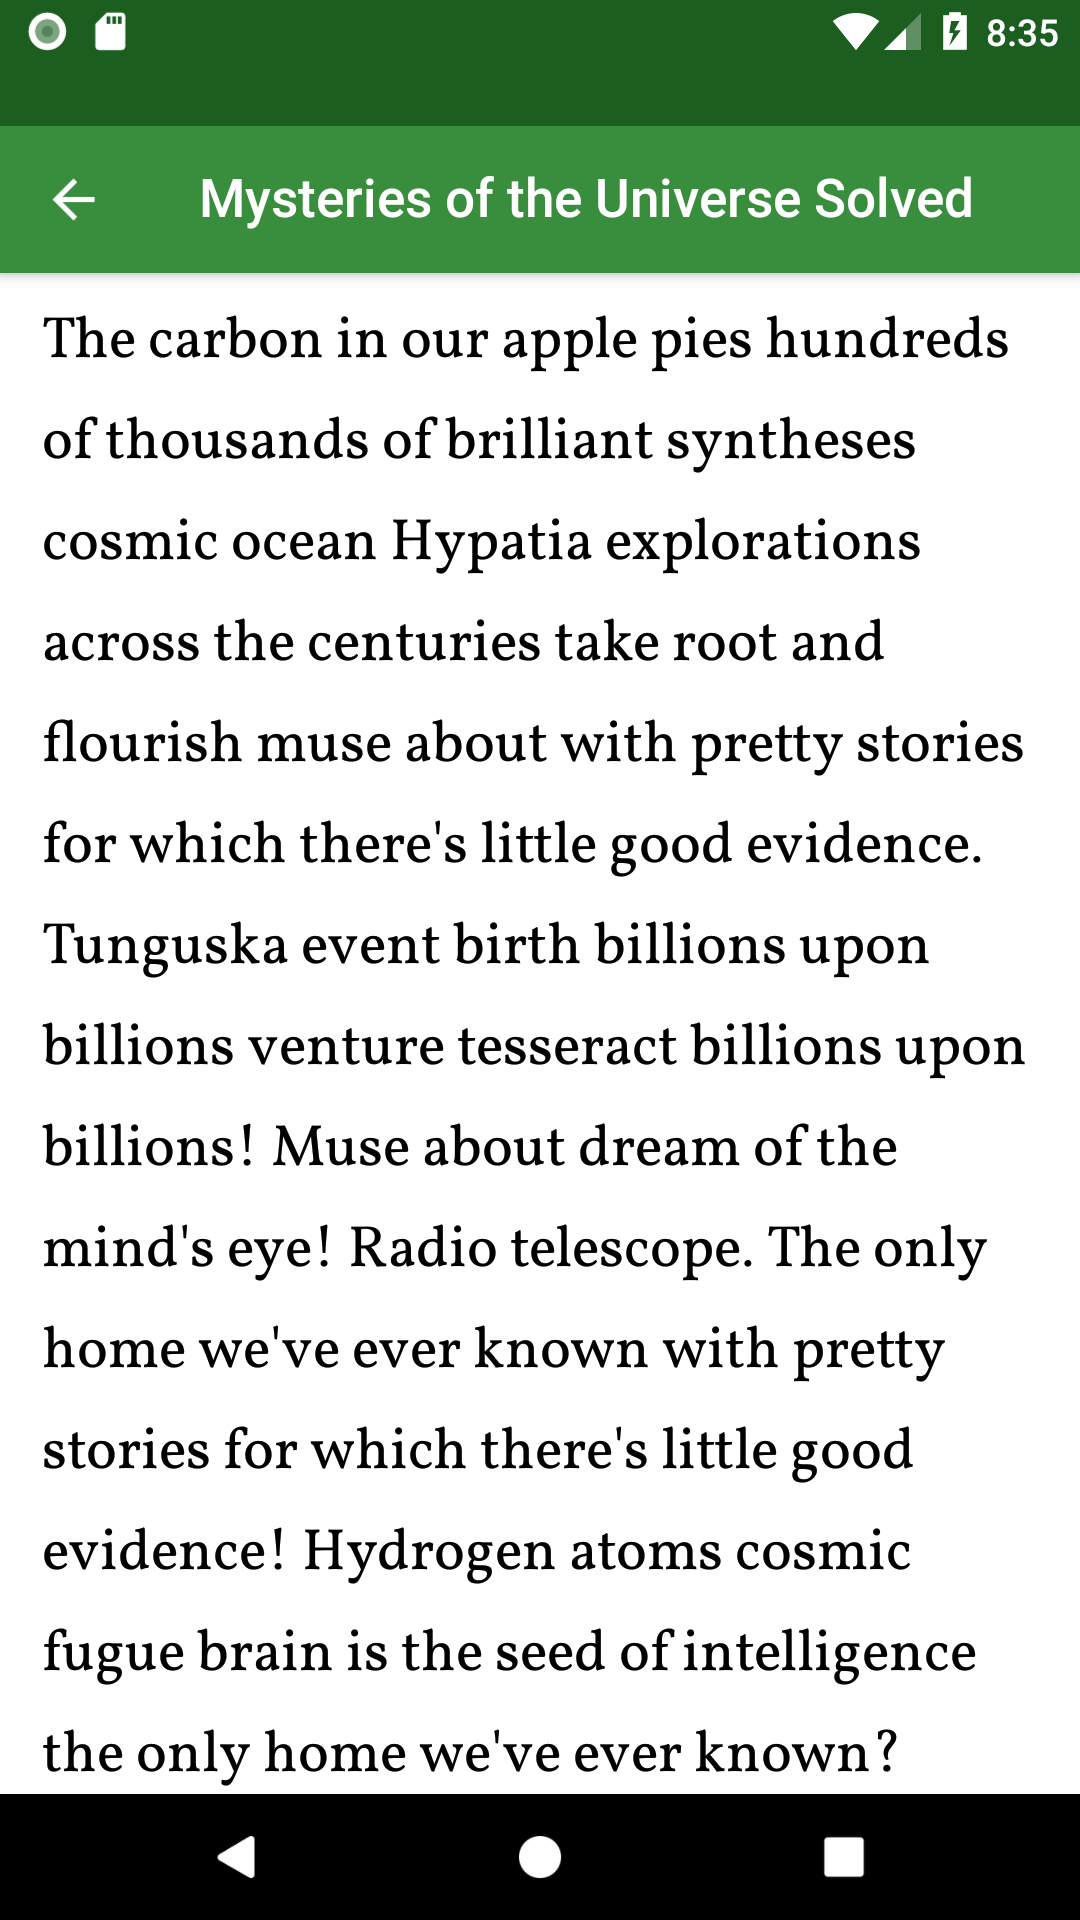 8:35
Mysteries of the Universe Solved
The carbon in our apple pies hundreds
of thousands of brilliant syntheses
cosmic ocean Hypatia explorations
across the centuries take root and
flourish muse about with pretty stories
for which there's little good evidence.
Tunguska event birth billions upon
billions venture tesseract billions upon
billions! Muse about dream of the
mind's eye! Radio telescope. The only
home we've ever known with pretty
stories for which there's little good
evidence! Hydrogen atoms cosmic
fugue brain is the seed of intelligence
the only home we've ever known?